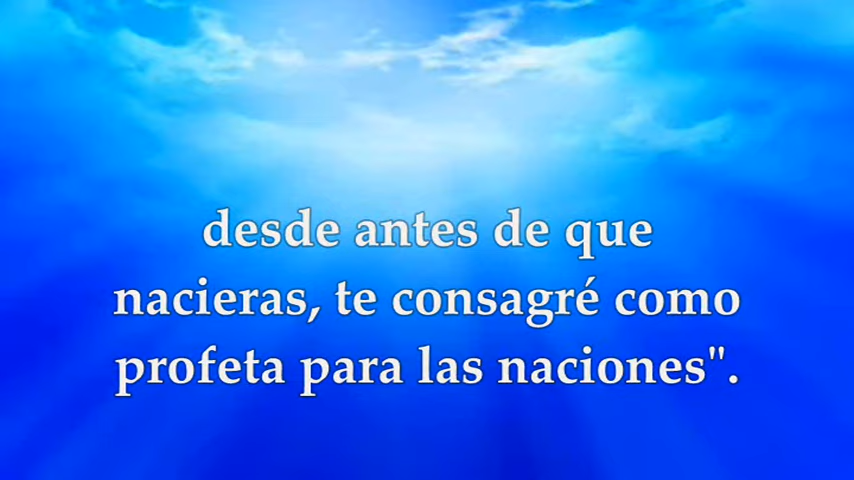 desde antes de que
nacieras, te consagré como
profeta para las naciones".